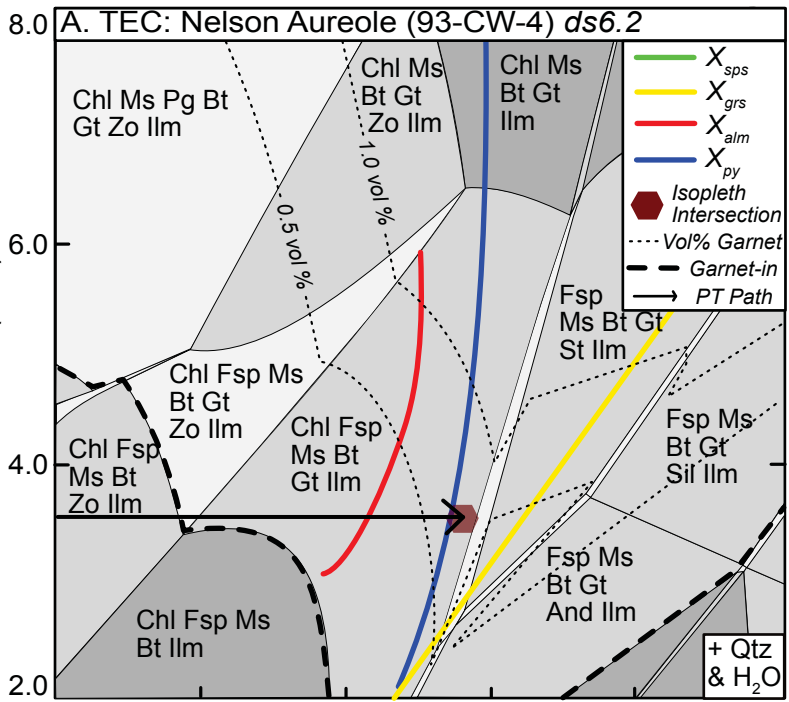 A. TEC: Nelson Aureole (93-CW-4) ds6.2
8.0
6.0
4.0
2.0
Chl Ms Pg Bt
Gt Zo Ilm
Chl Ms
Bt Gt
Zo Ilm
Chl Ms
Bt Gt
Ilm
X_sps
X_grs
X_alm
X_py
Isopleth
Intersection
Vol% Garnet
Garnet-in
PT Path
0.5 vol %
1.0 vol %
Fsp
Ms Bt Gt
St Ilm
Chl Fsp Ms
Bt Gt
Zo Ilm
Chl Fsp
Ms Bt
Gt Ilm
Fsp Ms
Bt Gt
Sil Ilm
Chl Fsp
Ms Bt
Zo Ilm
Fsp Ms
Bt Gt
And Ilm
Chl Fsp Ms
Bt Ilm
+ Qtz
& H₂O